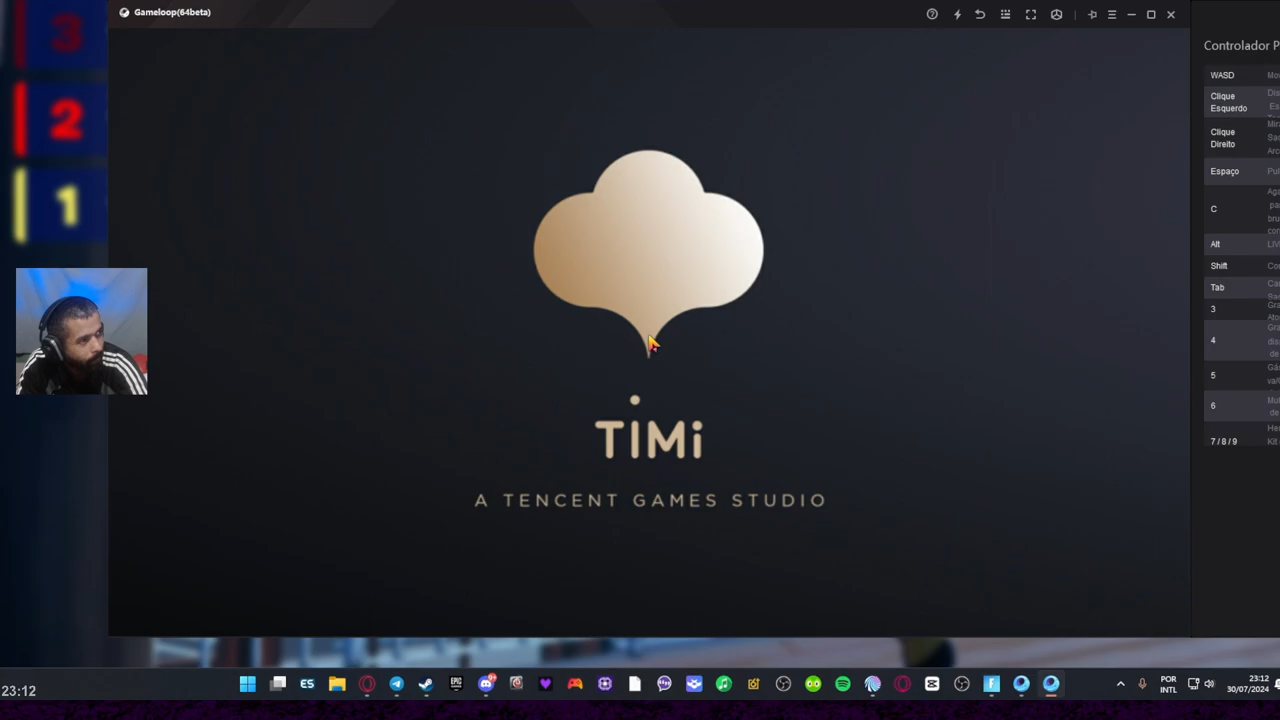 3
2
1
Gameloop(64beta)
TiMi
A TENCENT GAMES STUDIO
Controlador P
WASD
Clique
Esquerdo
Clique
Direito
Espaço
C
Alt
Shift
Tab
3
4
5
6
7 / 8 / 9
23:12
ES
EPIC
POR
INTL
23:12
30/07/2024